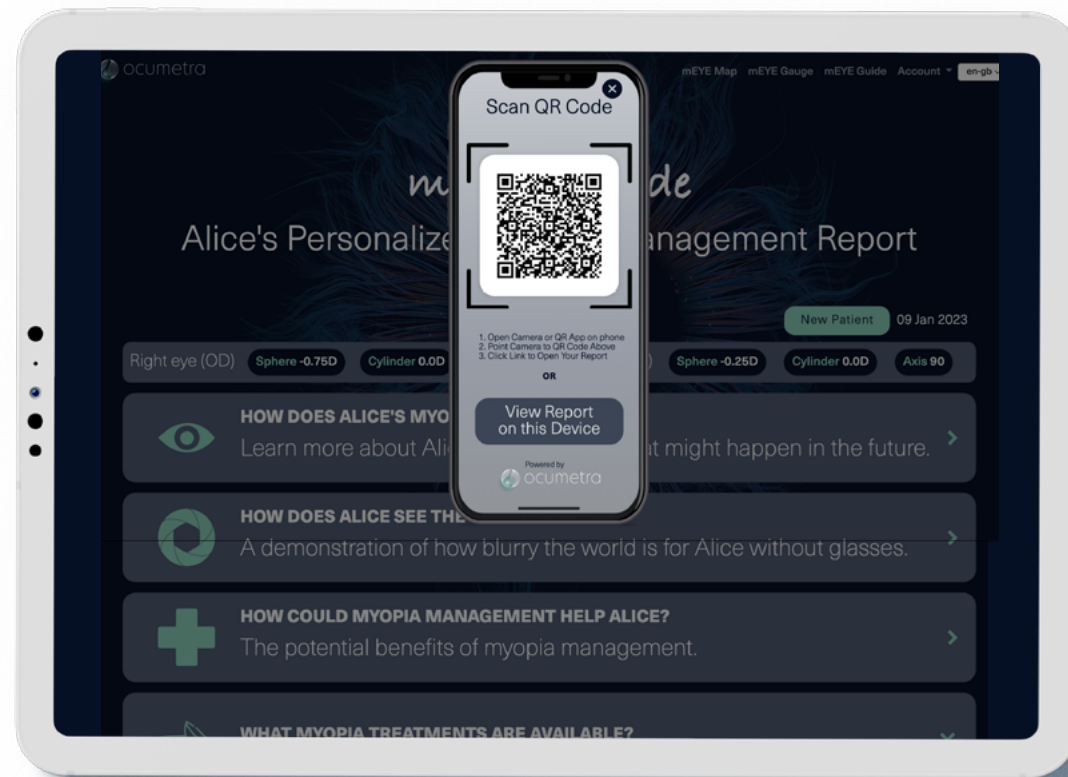 ocumetra
mEYE Map mEYE Gauge mEYE Guide Account en-gb
Scan QR Code
m de
Alice's Personalize nagement Report
New Patient 09 Jan 2023
Right eye (OD) Sphere -0.75D Cylinder 0.0D ) Sphere -0.25D Cylinder 0.0D Axis 90
1. Open Camera or QR App on phone
2. Point Camera to QR Code Above
3. Click Link to Open Your Report
OR
View Report
on this Device
Powered by
ocumetra
HOW DOES ALICE'S MYO
Learn more about Ali t might happen in the future.
HOW DOES ALICE SEE THE
A demonstration of how blurry the world is for Alice without glasses.
HOW COULD MYOPIA MANAGEMENT HELP ALICE?
The potential benefits of myopia management.
WHAT MYOPIA TREATMENTS ARE AVAILABLE?